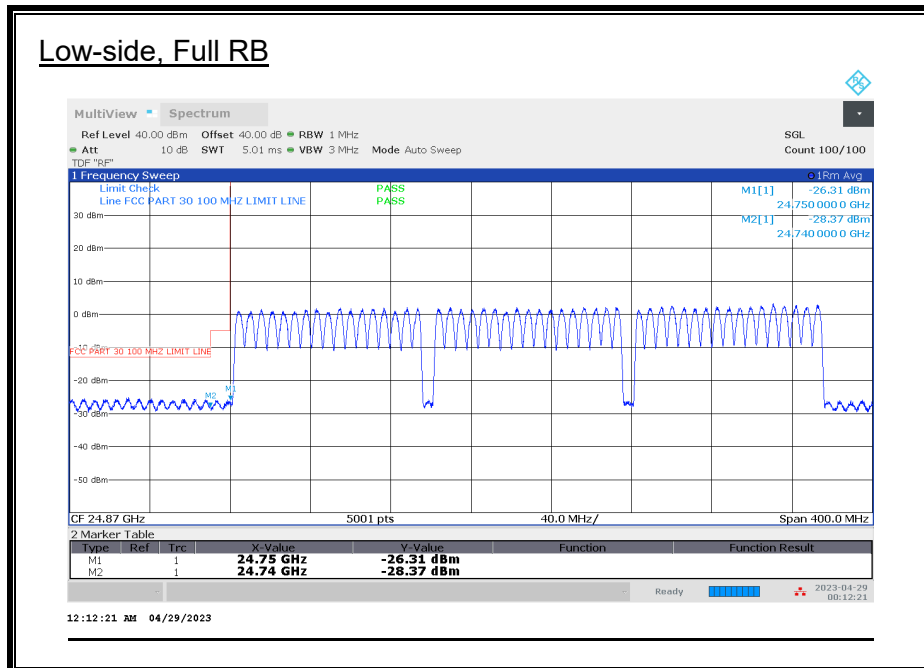 Low-side, Full RB
R S
MultiView Spectrum
Ref Level 40.00 dBm Offset 40.00 dB RBW 1 MHz SGL
Att 10 dB SWT 5.01 ms VBW 3 MHz Mode Auto Sweep Count 100/100
TDF "RF"
1 Frequency Sweep 1Rm Avg
Limit Check PASS M1[1] -26.31 dBm
Line FCC PART 30 100 MHZ LIMIT LINE PASS 24.750 000 0 GHz
M2[1] -28.37 dBm
24.740 000 0 GHz
30 dBm
20 dBm
10 dBm
0 dBm
-10 dBm
FCC PART 30 100 MHZ LIMIT LINE
-20 dBm
M1
M2
-30 dBm
-40 dBm
-50 dBm
CF 24.87 GHz 5001 pts 40.0 MHz/ Span 400.0 MHz
2 Marker Table
Type Ref Trc X-Value Y-Value Function Function Result
M1 1 24.75 GHz -26.31 dBm
M2 1 24.74 GHz -28.37 dBm
Ready 2023-04-29
00:12:21
12:12:21 AM 04/29/2023